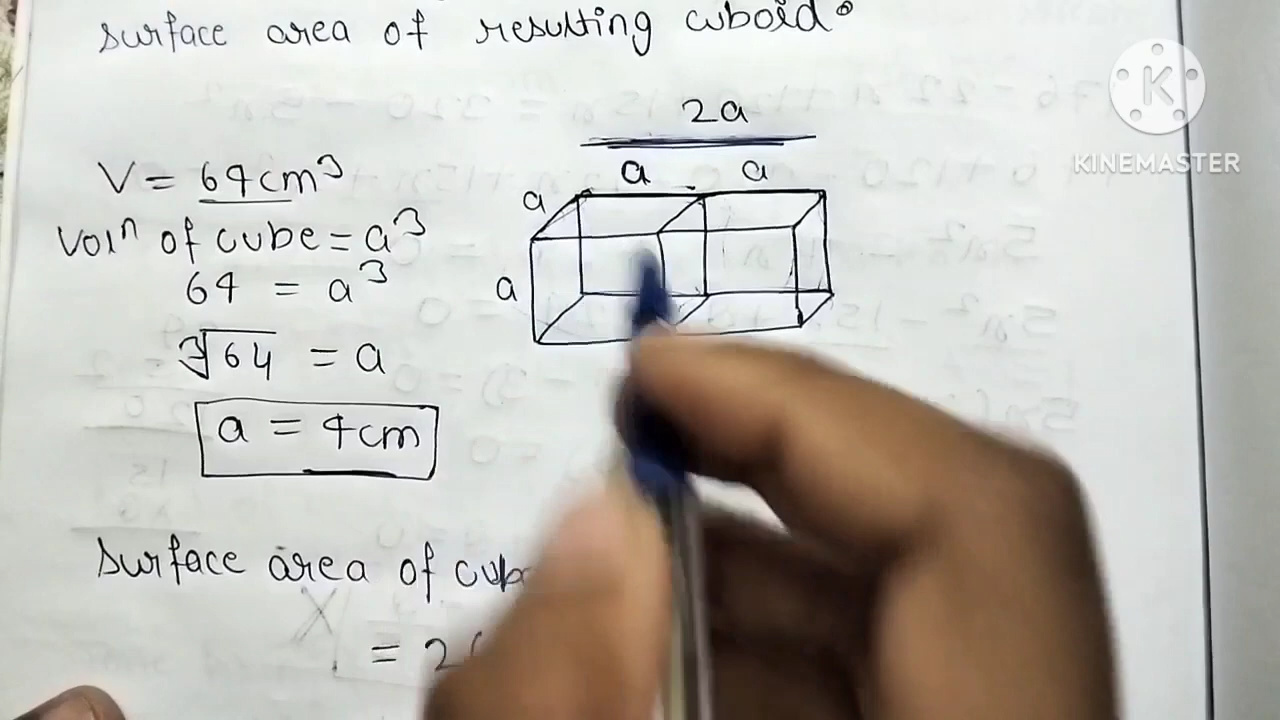 surface area of resulting cuboid.
2a
a a
a
a
V = 64cm³
Volⁿ of cube = a³
64 = a³
∛64 = a
a = 4cm
Surface area of
= 2(
K
KINEMASTER